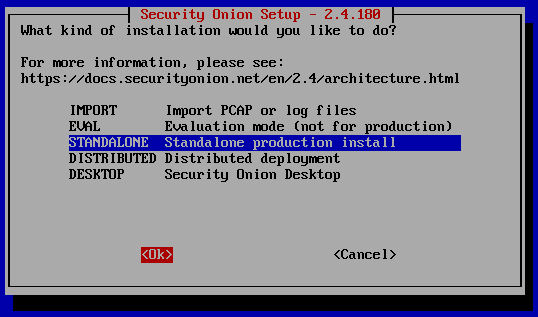 Security Onion Setup - 2.4.180
What kind of installation would you like to do?
For more information, please see:
https://docs.securityonion.net/en/2.4/architecture.html
IMPORT Import PCAP or log files
EVAL Evaluation mode (not for production)
STANDALONE Standalone production install
DISTRIBUTED Distributed deployment
DESKTOP Security Onion Desktop
<Ok> <Cancel>